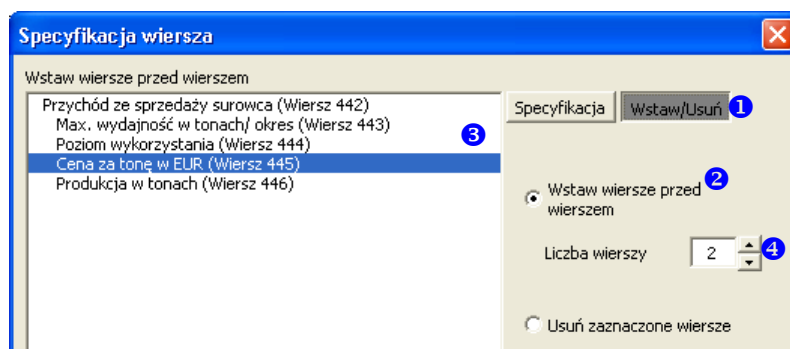 Specyfikacja wiersza
Wstaw wiersze przed wierszem
Przychód ze sprzedaży surowca (Wiersz 442)
Max. wydajność w tonach/ okres (Wiersz 443)
Poziom wykorzystania (Wiersz 444)
Cena za tonę w EUR (Wiersz 445)
Produkcja w tonach (Wiersz 446)
3
Specyfikacja
Wstaw/Usuń
1
Wstaw wiersze przed
wierszem
2
Liczba wierszy
2
4
Usuń zaznaczone wiersze